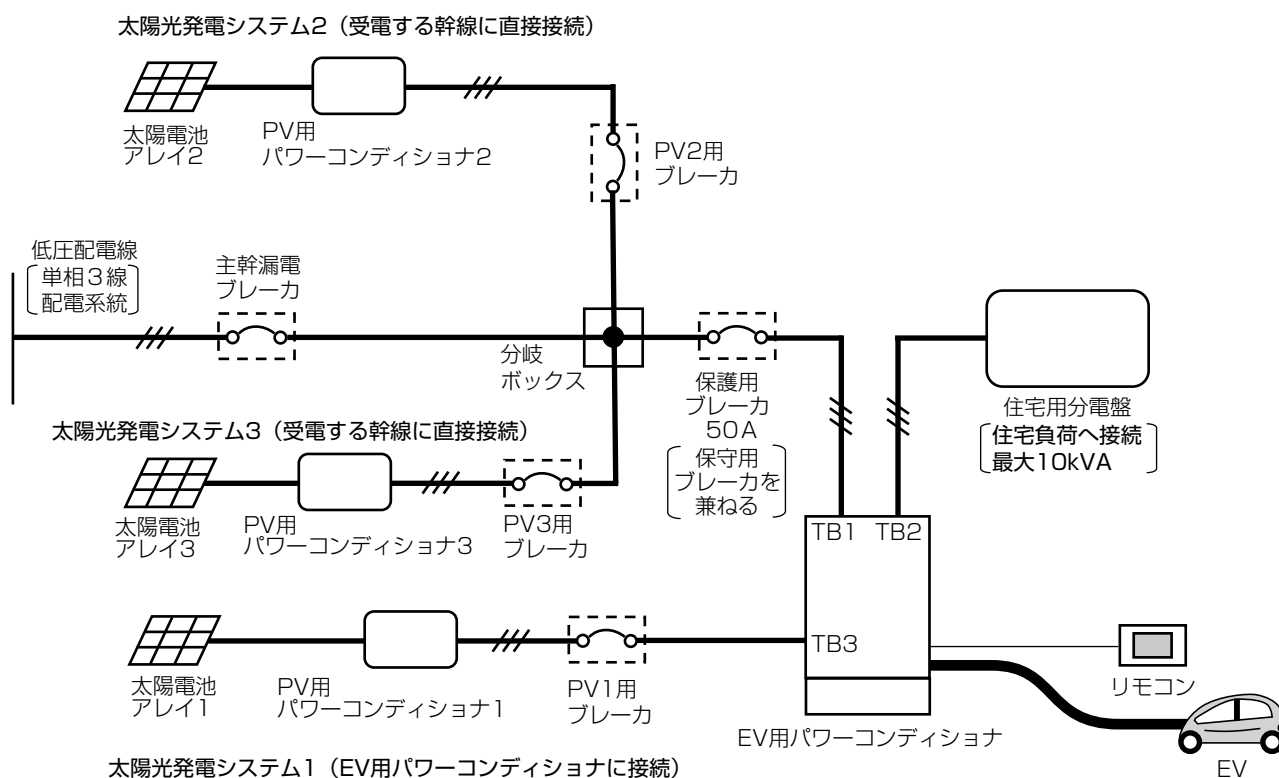 太陽光発電システム2（受電する幹線に直接接続）
太陽電池
アレイ2
PV用
パワーコンディショナ2
PV2用
ブレーカ
低圧配電線
単相３線
配電系統
主幹漏電
ブレーカ
分岐
ボックス
保護用
ブレーカ
50A
保守用
ブレーカを
兼ねる
住宅用分電盤
住宅負荷へ接続
最大10kVA
太陽光発電システム3（受電する幹線に直接接続）
太陽電池
アレイ3
PV用
パワーコンディショナ3
PV3用
ブレーカ
TB1 TB2
TB3
太陽電池
アレイ1
PV用
パワーコンディショナ1
PV1用
ブレーカ
EV用パワーコンディショナ
リモコン
EV
太陽光発電システム1（EV用パワーコンディショナに接続）